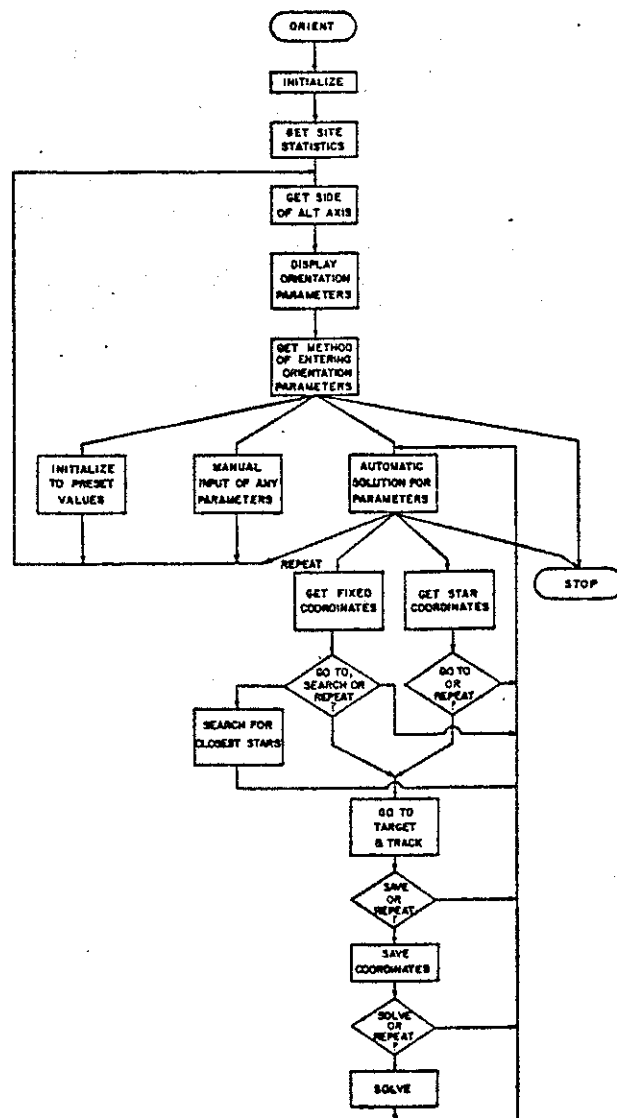 ORIENT
INITIALIZE
GET SITE
STATISTICS
GET SIDE
OF ALT AXIS
DISPLAY
ORIENTATION
PARAMETERS
GET METHOD
OF ENTERING
ORIENTATION
PARAMETERS
INITIALIZE
TO PRESET
VALUES
MANUAL
INPUT OF ANY
PARAMETERS
AUTOMATIC
SOLUTION FOR
PARAMETERS
REPEAT
STOP
GET FIXED
COORDINATES
GET STAR
COORDINATES
GO TO,
SEARCH OR
REPEAT
?
GO TO
OR
REPEAT
?
SEARCH FOR
CLOSEST STARS
GO TO
TARGET
& TRACK
SAVE
OR
REPEAT
?
SAVE
COORDINATES
SOLVE
OR
REPEAT
?
SOLVE